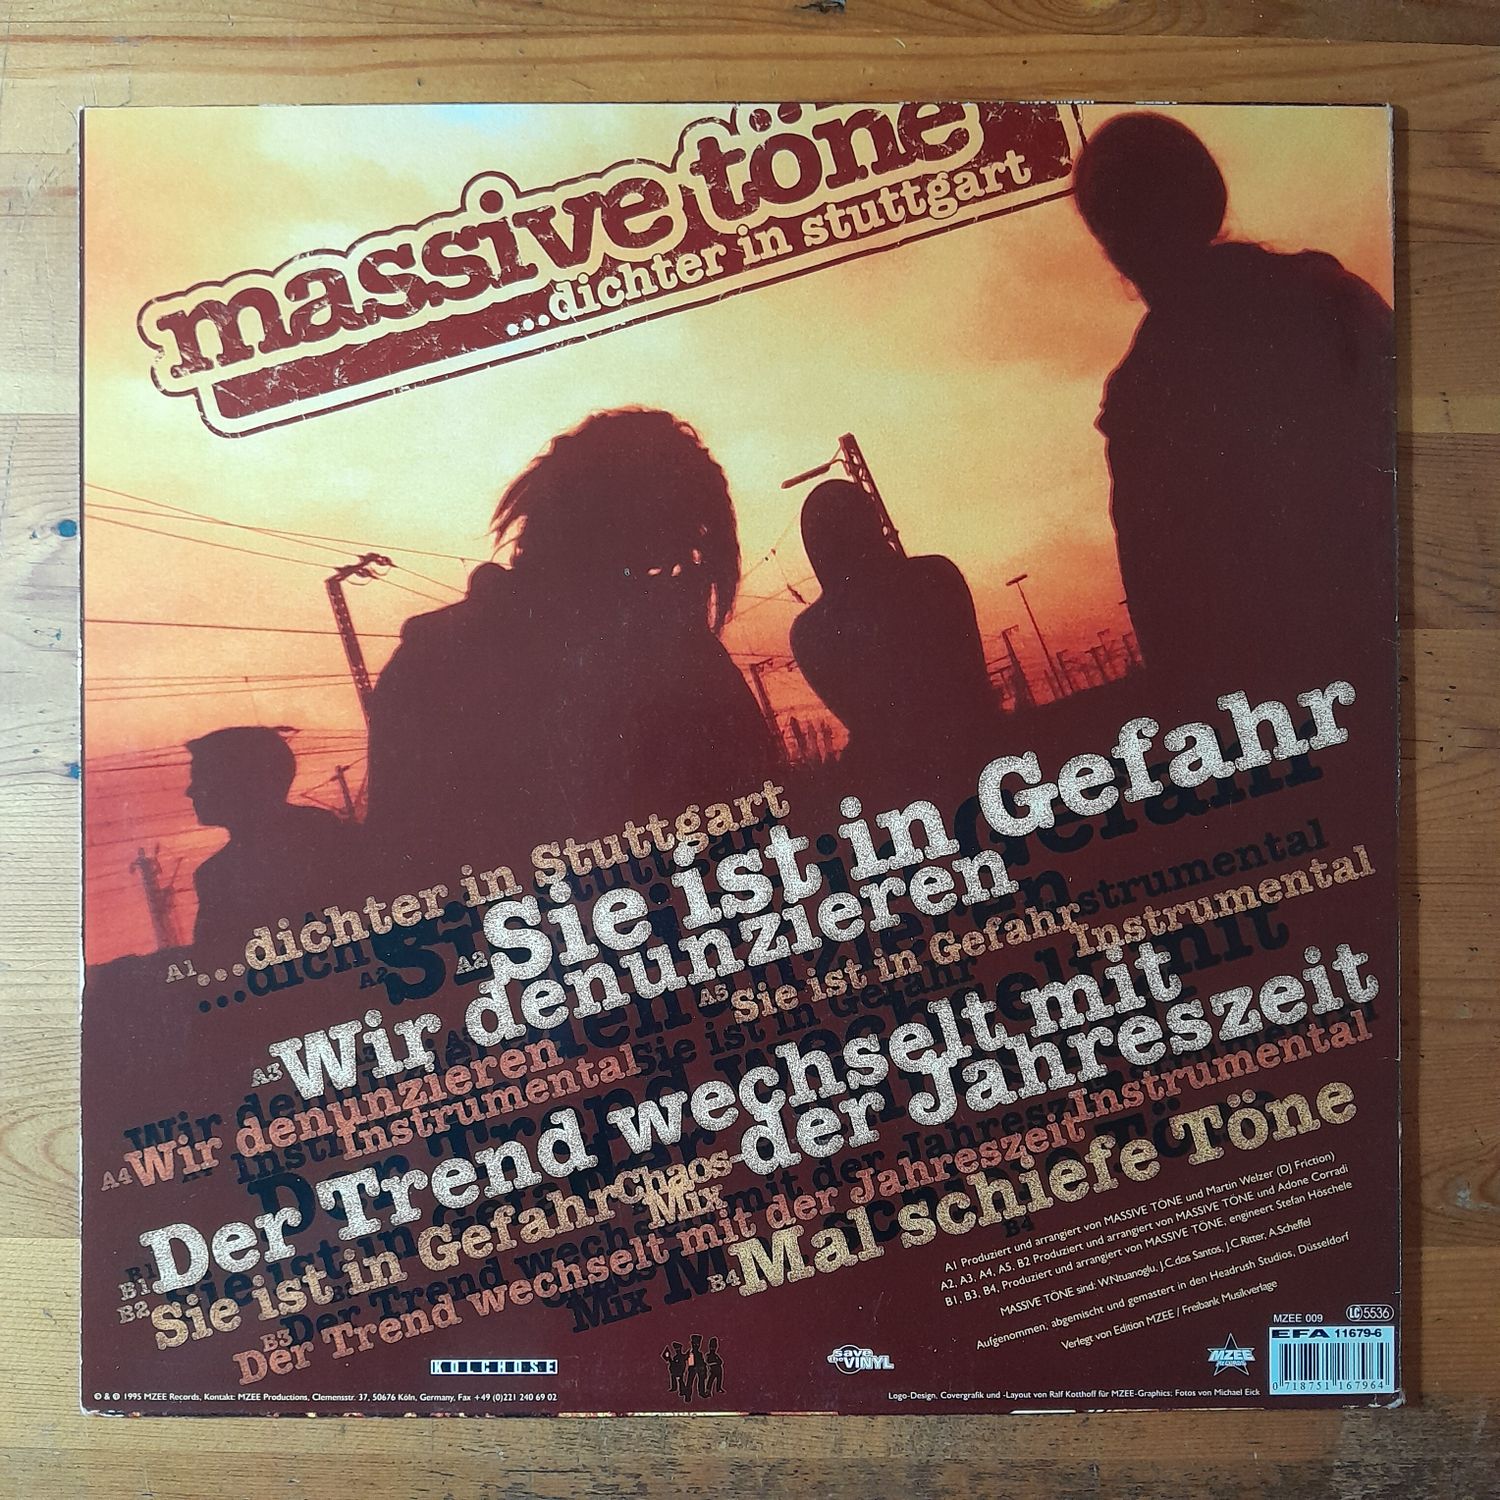 massive töne
...dichter in stuttgart
A1 ...dichter in Stuttgart
A2 Sie ist in Gefahr
A3 Wir denunzieren
A4 Wir denunzieren
Instrumental
A5 Sie ist in Gefahr
Instrumental
B1 Der Trend wechselt mit
der Jahreszeit
B2 Sie ist in Gefahr Chaos-
Mix
B3 Der Trend wechselt mit der Jahreszeit Instrumental
B4 Mal schiefe Töne
A1 Produziert und arrangiert von MASSIVE TÖNE und Martin Welzer (DJ Friction)
A2, A3, A4, A5, B2 Produziert und arrangiert von MASSIVE TÖNE und Adone Corradi
B1, B3, B4, Produziert und arrangiert von MASSIVE TÖNE, engineert Stefan Höschele
MASSIVE TÖNE sind: W.Ntuanoglu, J.C.dos Santos, J.C.Ritter, A.Scheffel
Aufgenommen, abgemischt und gemastert in den Headrush Studios, Düsseldorf
Verlegt von Edition MZEE / Freibank Musikverlage
MZEE 009 LC 5536
EFA 11679-6
0 718751 167964
KOLCHOSE
save the VINYL
MZEE RECORDS
© & ℗ 1995 MZEE Records, Kontakt: MZEE Productions, Clemensstr. 37, 50676 Köln, Germany, Fax +49 (0)221 240 69 02
Logo-Design, Covergrafik und -Layout von Ralf Kotthoff für MZEE-Graphics; Fotos von Michael Eick